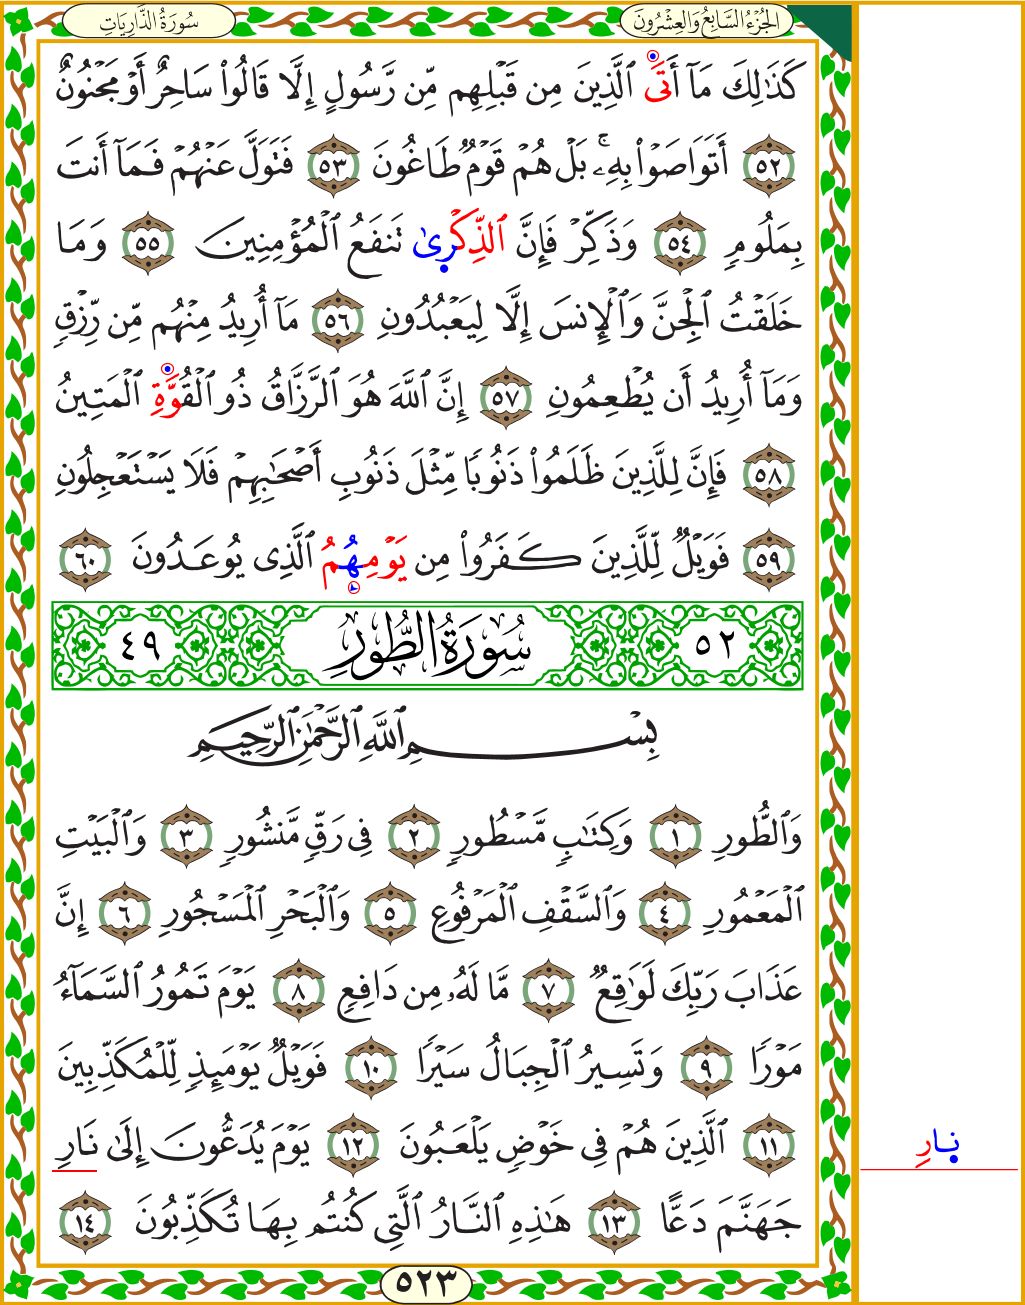 سُورَةُ الذَّارِيَاتِ
الجُزْءُ السَّابِعُ وَالعِشْرُونَ
كَذَٰلِكَ مَآ أَتَى ٱلَّذِينَ مِن قَبْلِهِم مِّن رَّسُولٍ إِلَّا قَالُوا۟ سَاحِرٌ أَوْ مَجْنُونٌ
٥٢ أَتَوَاصَوْا۟ بِهِۦ ۚ بَلْ هُمْ قَوْمٌ طَاغُونَ ٥٣ فَتَوَلَّ عَنْهُمْ فَمَآ أَنتَ
بِمَلُومٍ ٥٤ وَذَكِّرْ فَإِنَّ ٱلذِّكْرَىٰ تَنفَعُ ٱلْمُؤْمِنِينَ ٥٥ وَمَا
خَلَقْتُ ٱلْجِنَّ وَٱلْإِنسَ إِلَّا لِيَعْبُدُونِ ٥٦ مَآ أُرِيدُ مِنْهُم مِّن رِّزْقٍ
وَمَآ أُرِيدُ أَن يُطْعِمُونِ ٥٧ إِنَّ ٱللَّهَ هُوَ ٱلرَّزَّاقُ ذُو ٱلْقُوَّةِ ٱلْمَتِينُ
٥٨ فَإِنَّ لِلَّذِينَ ظَلَمُوا۟ ذَنُوبًا مِّثْلَ ذَنُوبِ أَصْحَٰبِهِمْ فَلَا يَسْتَعْجِلُونِ
٥٩ فَوَيْلٌ لِّلَّذِينَ كَفَرُوا۟ مِن يَوْمِهِمُ ٱلَّذِى يُوعَدُونَ ٦٠
٥٢ سُورَةُ الطُّورِ ٤٩
بِسْمِ ٱللَّهِ ٱلرَّحْمَٰنِ ٱلرَّحِيمِ
وَٱلطُّورِ ١ وَكِتَٰبٍ مَّسْطُورٍ ٢ فِى رَقٍّ مَّنشُورٍ ٣ وَٱلْبَيْتِ
ٱلْمَعْمُورِ ٤ وَٱلسَّقْفِ ٱلْمَرْفُوعِ ٥ وَٱلْبَحْرِ ٱلْمَسْجُورِ ٦ إِنَّ
عَذَابَ رَبِّكَ لَوَٰقِعٌ ٧ مَّا لَهُۥ مِن دَافِعٍ ٨ يَوْمَ تَمُورُ ٱلسَّمَآءُ
مَوْرًا ٩ وَتَسِيرُ ٱلْجِبَالُ سَيْرًا ١٠ فَوَيْلٌ يَوْمَئِذٍ لِّلْمُكَذِّبِينَ
١١ ٱلَّذِينَ هُمْ فِى خَوْضٍ يَلْعَبُونَ ١٢ يَوْمَ يُدَعُّونَ إِلَىٰ نَارِ
نارِ
جَهَنَّمَ دَعًّا ١٣ هَٰذِهِ ٱلنَّارُ ٱلَّتِى كُنتُم بِهَا تُكَذِّبُونَ ١٤
٥٢٣